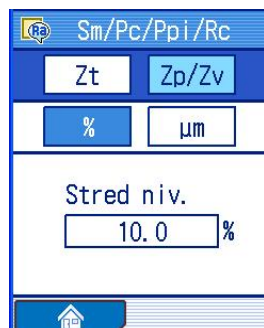 Ra Sm/Pc/Ppi/Rc
Zt Zp/Zv
% µm
Stred niv.
10.0 %